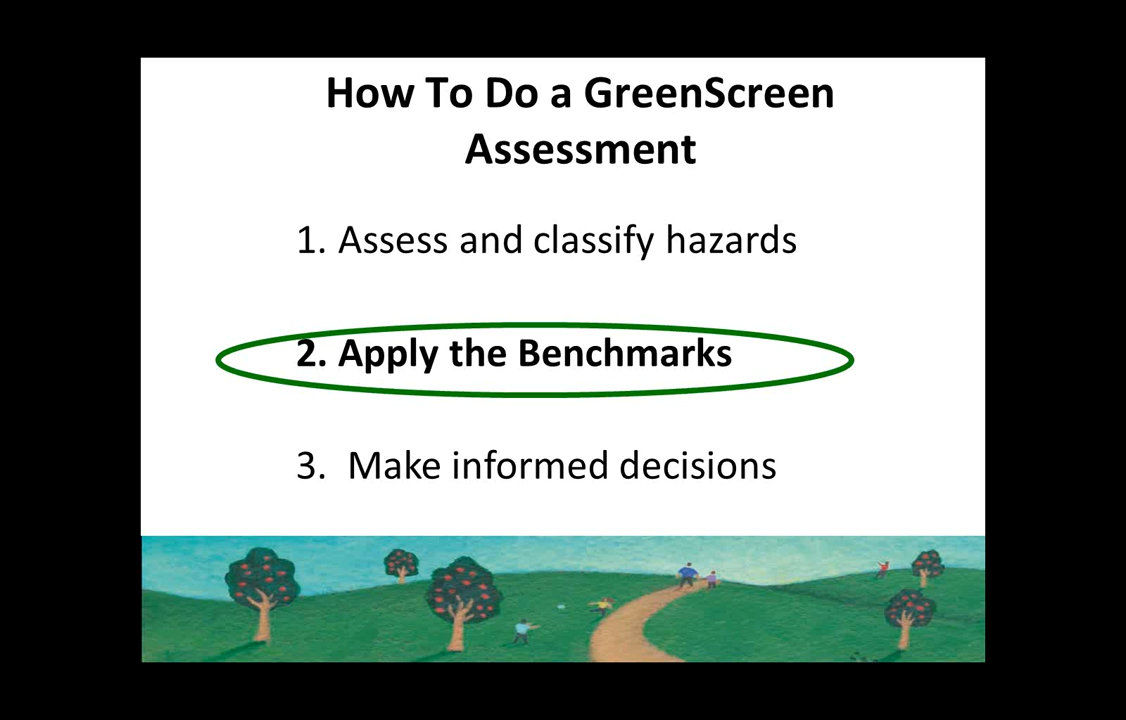 How To Do a GreenScreen
Assessment
1. Assess and classify hazards
2. Apply the Benchmarks
3. Make informed decisions